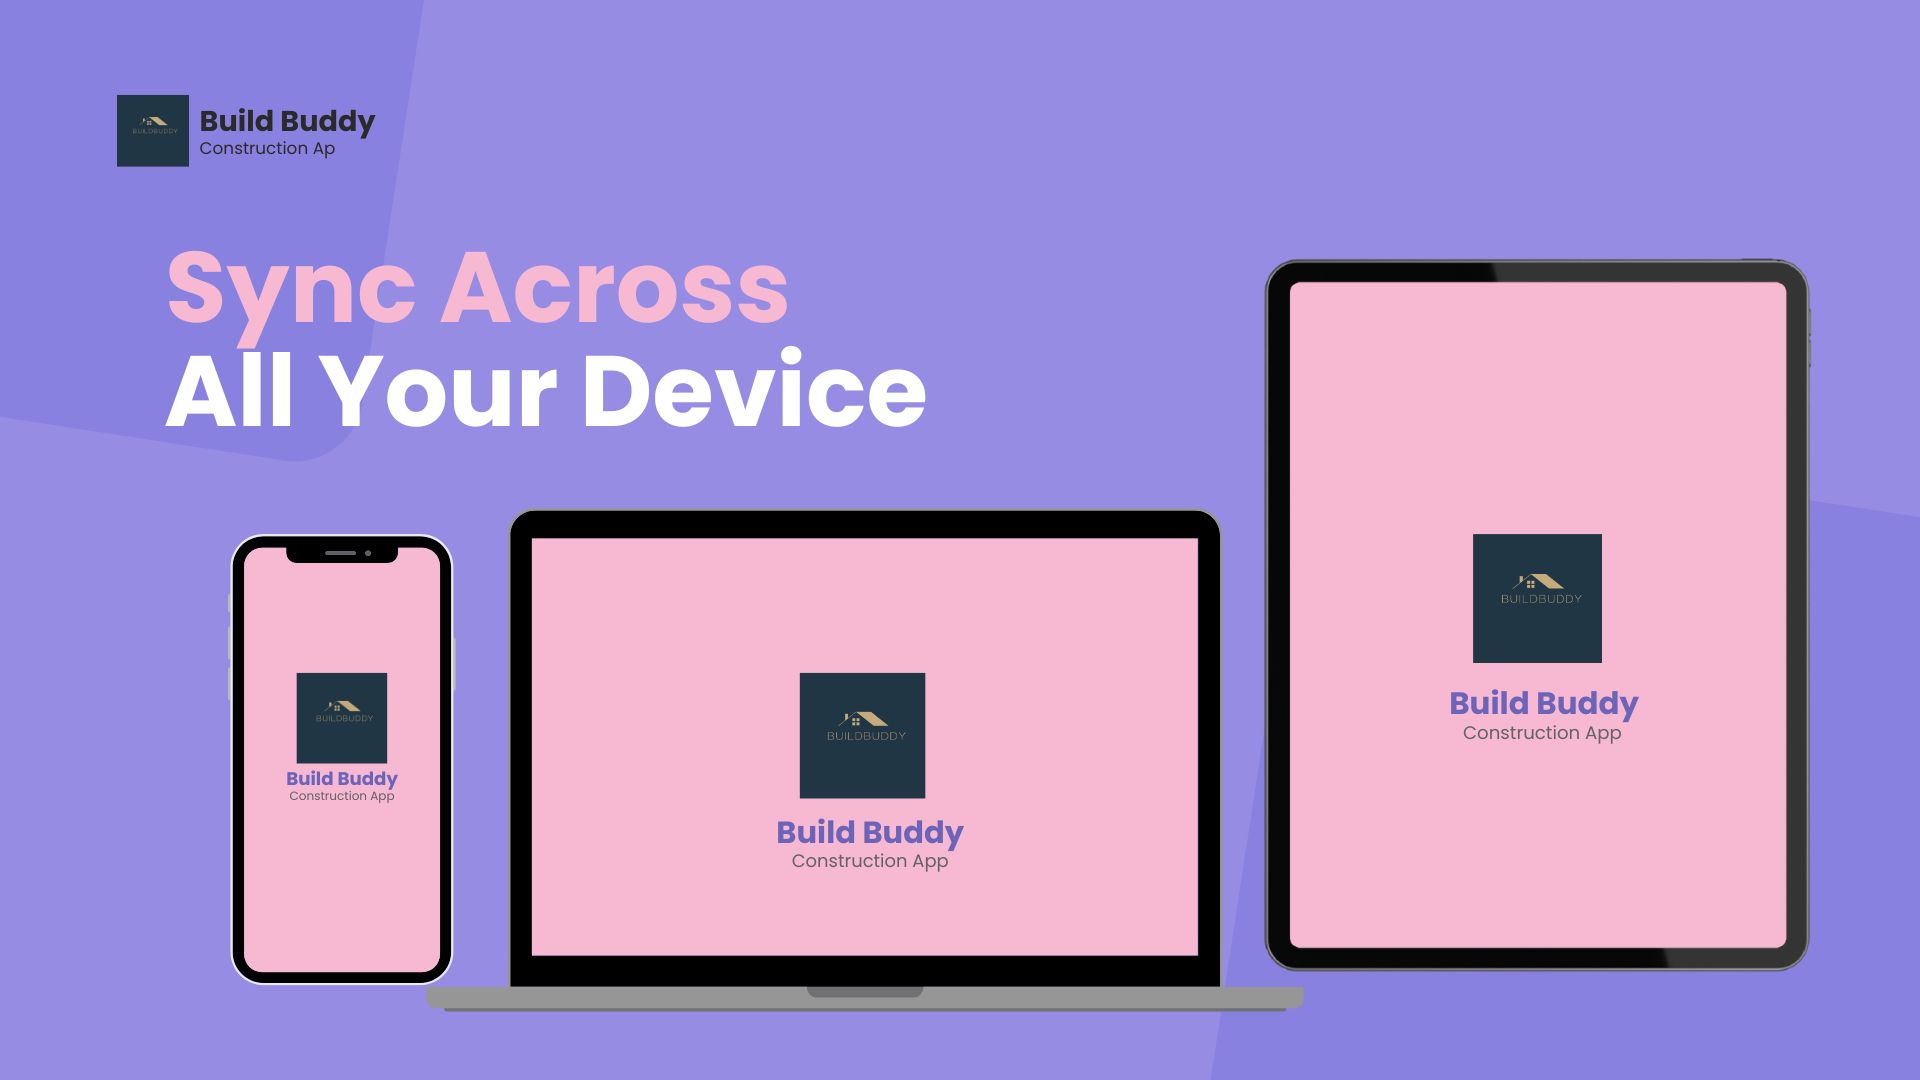 BUILDBUDDY
Build Buddy
Construction Ap
Sync Across
All Your Device
BUILDBUDDY
Build Buddy
Construction App
BUILDBUDDY
Build Buddy
Construction App
BUILDBUDDY
Build Buddy
Construction App